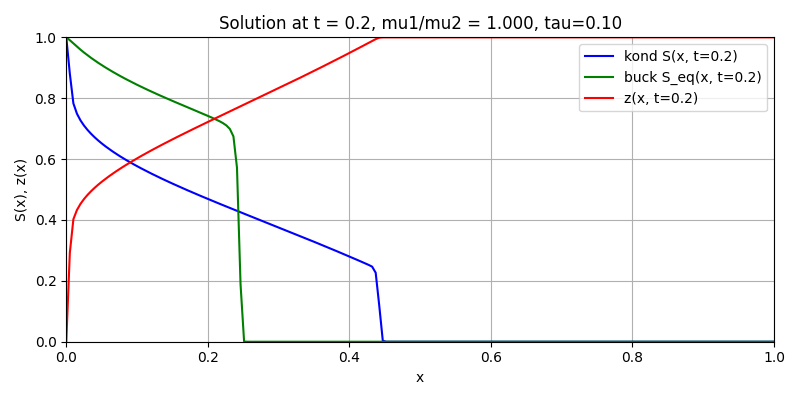 Solution at t = 0.2, mu1/mu2 = 1.000, tau=0.10
kond S(x, t=0.2)
buck S_eq(x, t=0.2)
z(x, t=0.2)
S(x), z(x)
1.0
0.8
0.6
0.4
0.2
0.0
0.0 0.2 0.4 0.6 0.8 1.0
x